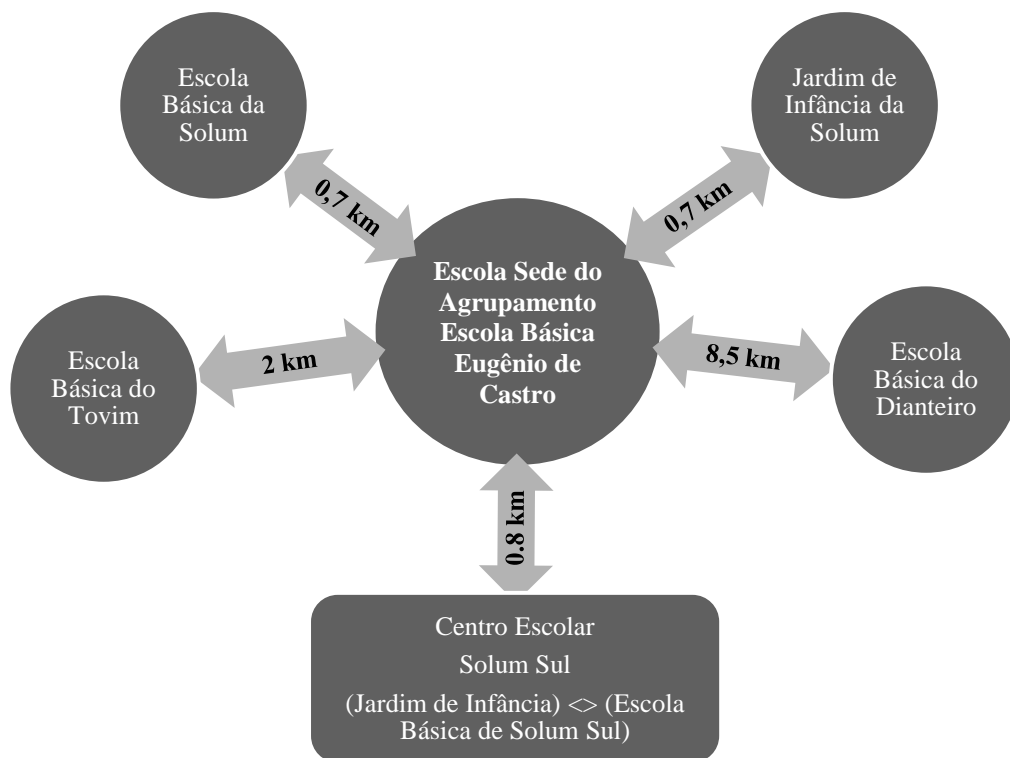 Escola
Básica da
Solum
Jardim de
Infância da
Solum
0,7 km
0,7 km
Escola Sede do
Agrupamento
Escola Básica
Eugênio de
Castro
Escola
Básica do
Tovim
2 km
8,5 km
Escola
Básica do
Dianteiro
0.8 km
Centro Escolar
Solum Sul
(Jardim de Infância) <> (Escola
Básica de Solum Sul)